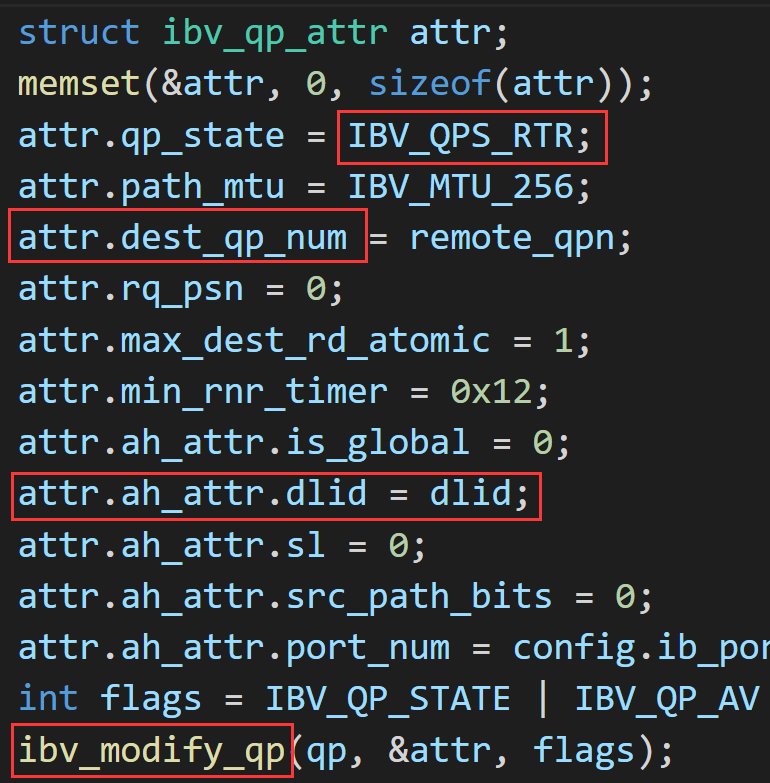 struct ibv_qp_attr attr;
memset(&attr, 0, sizeof(attr));
attr.qp_state = IBV_QPS_RTR;
attr.path_mtu = IBV_MTU_256;
attr.dest_qp_num = remote_qpn;
attr.rq_psn = 0;
attr.max_dest_rd_atomic = 1;
attr.min_rnr_timer = 0x12;
attr.ah_attr.is_global = 0;
attr.ah_attr.dlid = dlid;
attr.ah_attr.sl = 0;
attr.ah_attr.src_path_bits = 0;
attr.ah_attr.port_num = config.ib_por
int flags = IBV_QP_STATE | IBV_QP_AV
ibv_modify_qp(qp, &attr, flags);